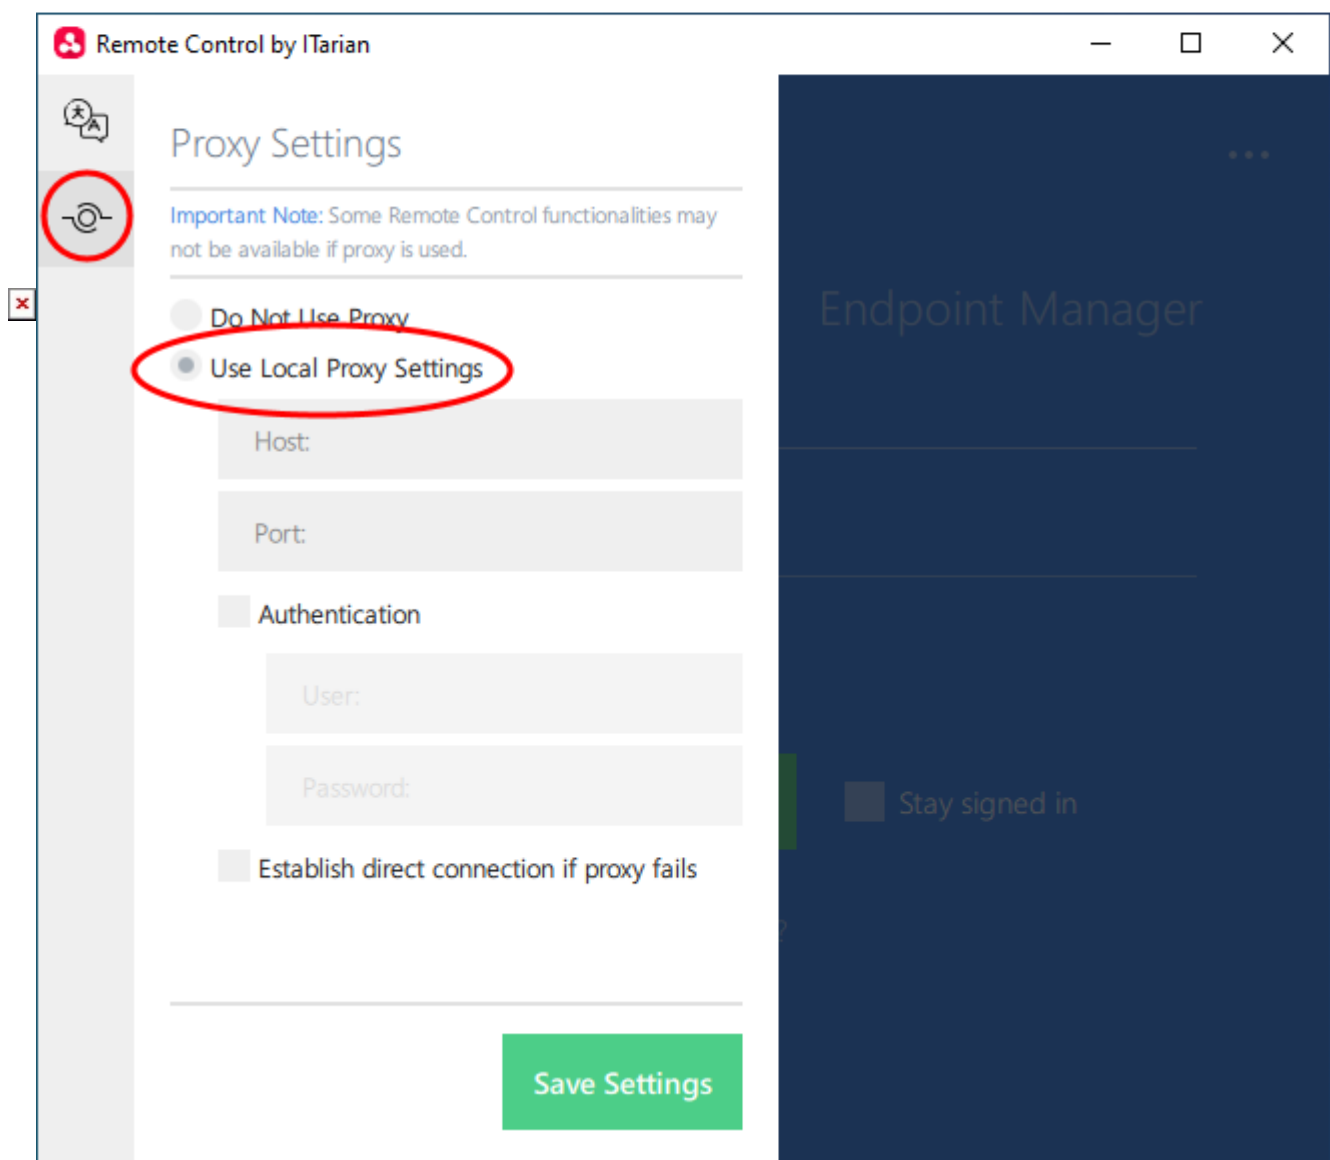 Remote Control by ITarian
Proxy Settings
Important Note: Some Remote Control functionalities may
not be available if proxy is used.
Do Not Use Proxy
Use Local Proxy Settings
Host:
Port:
Authentication
User:
Password:
Establish direct connection if proxy fails
Save Settings
Endpoint Manager
Stay signed in
?